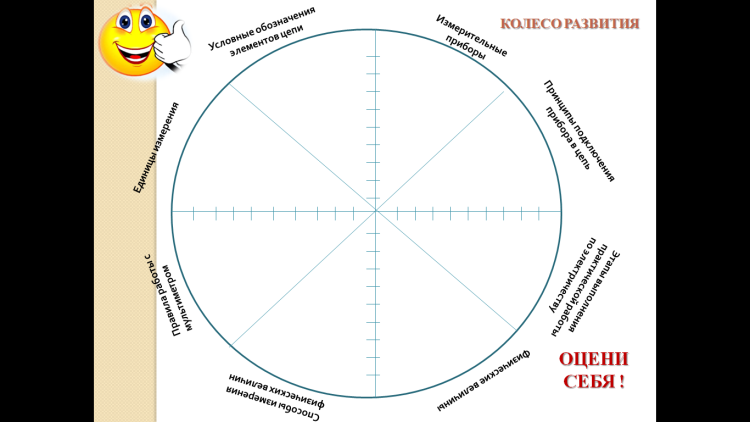 КОЛЕСО РАЗВИТИЯ
Условные обозначения
элементов цепи
Измерительные
приборы
Принципы подключения
прибора в цепь
Этапы выполнения
практической работы
по электричеству
Физические величины
Способы измерения
физических величин
Правила работы с
мультиметром
Единицы измерения
ОЦЕНИ
СЕБЯ !